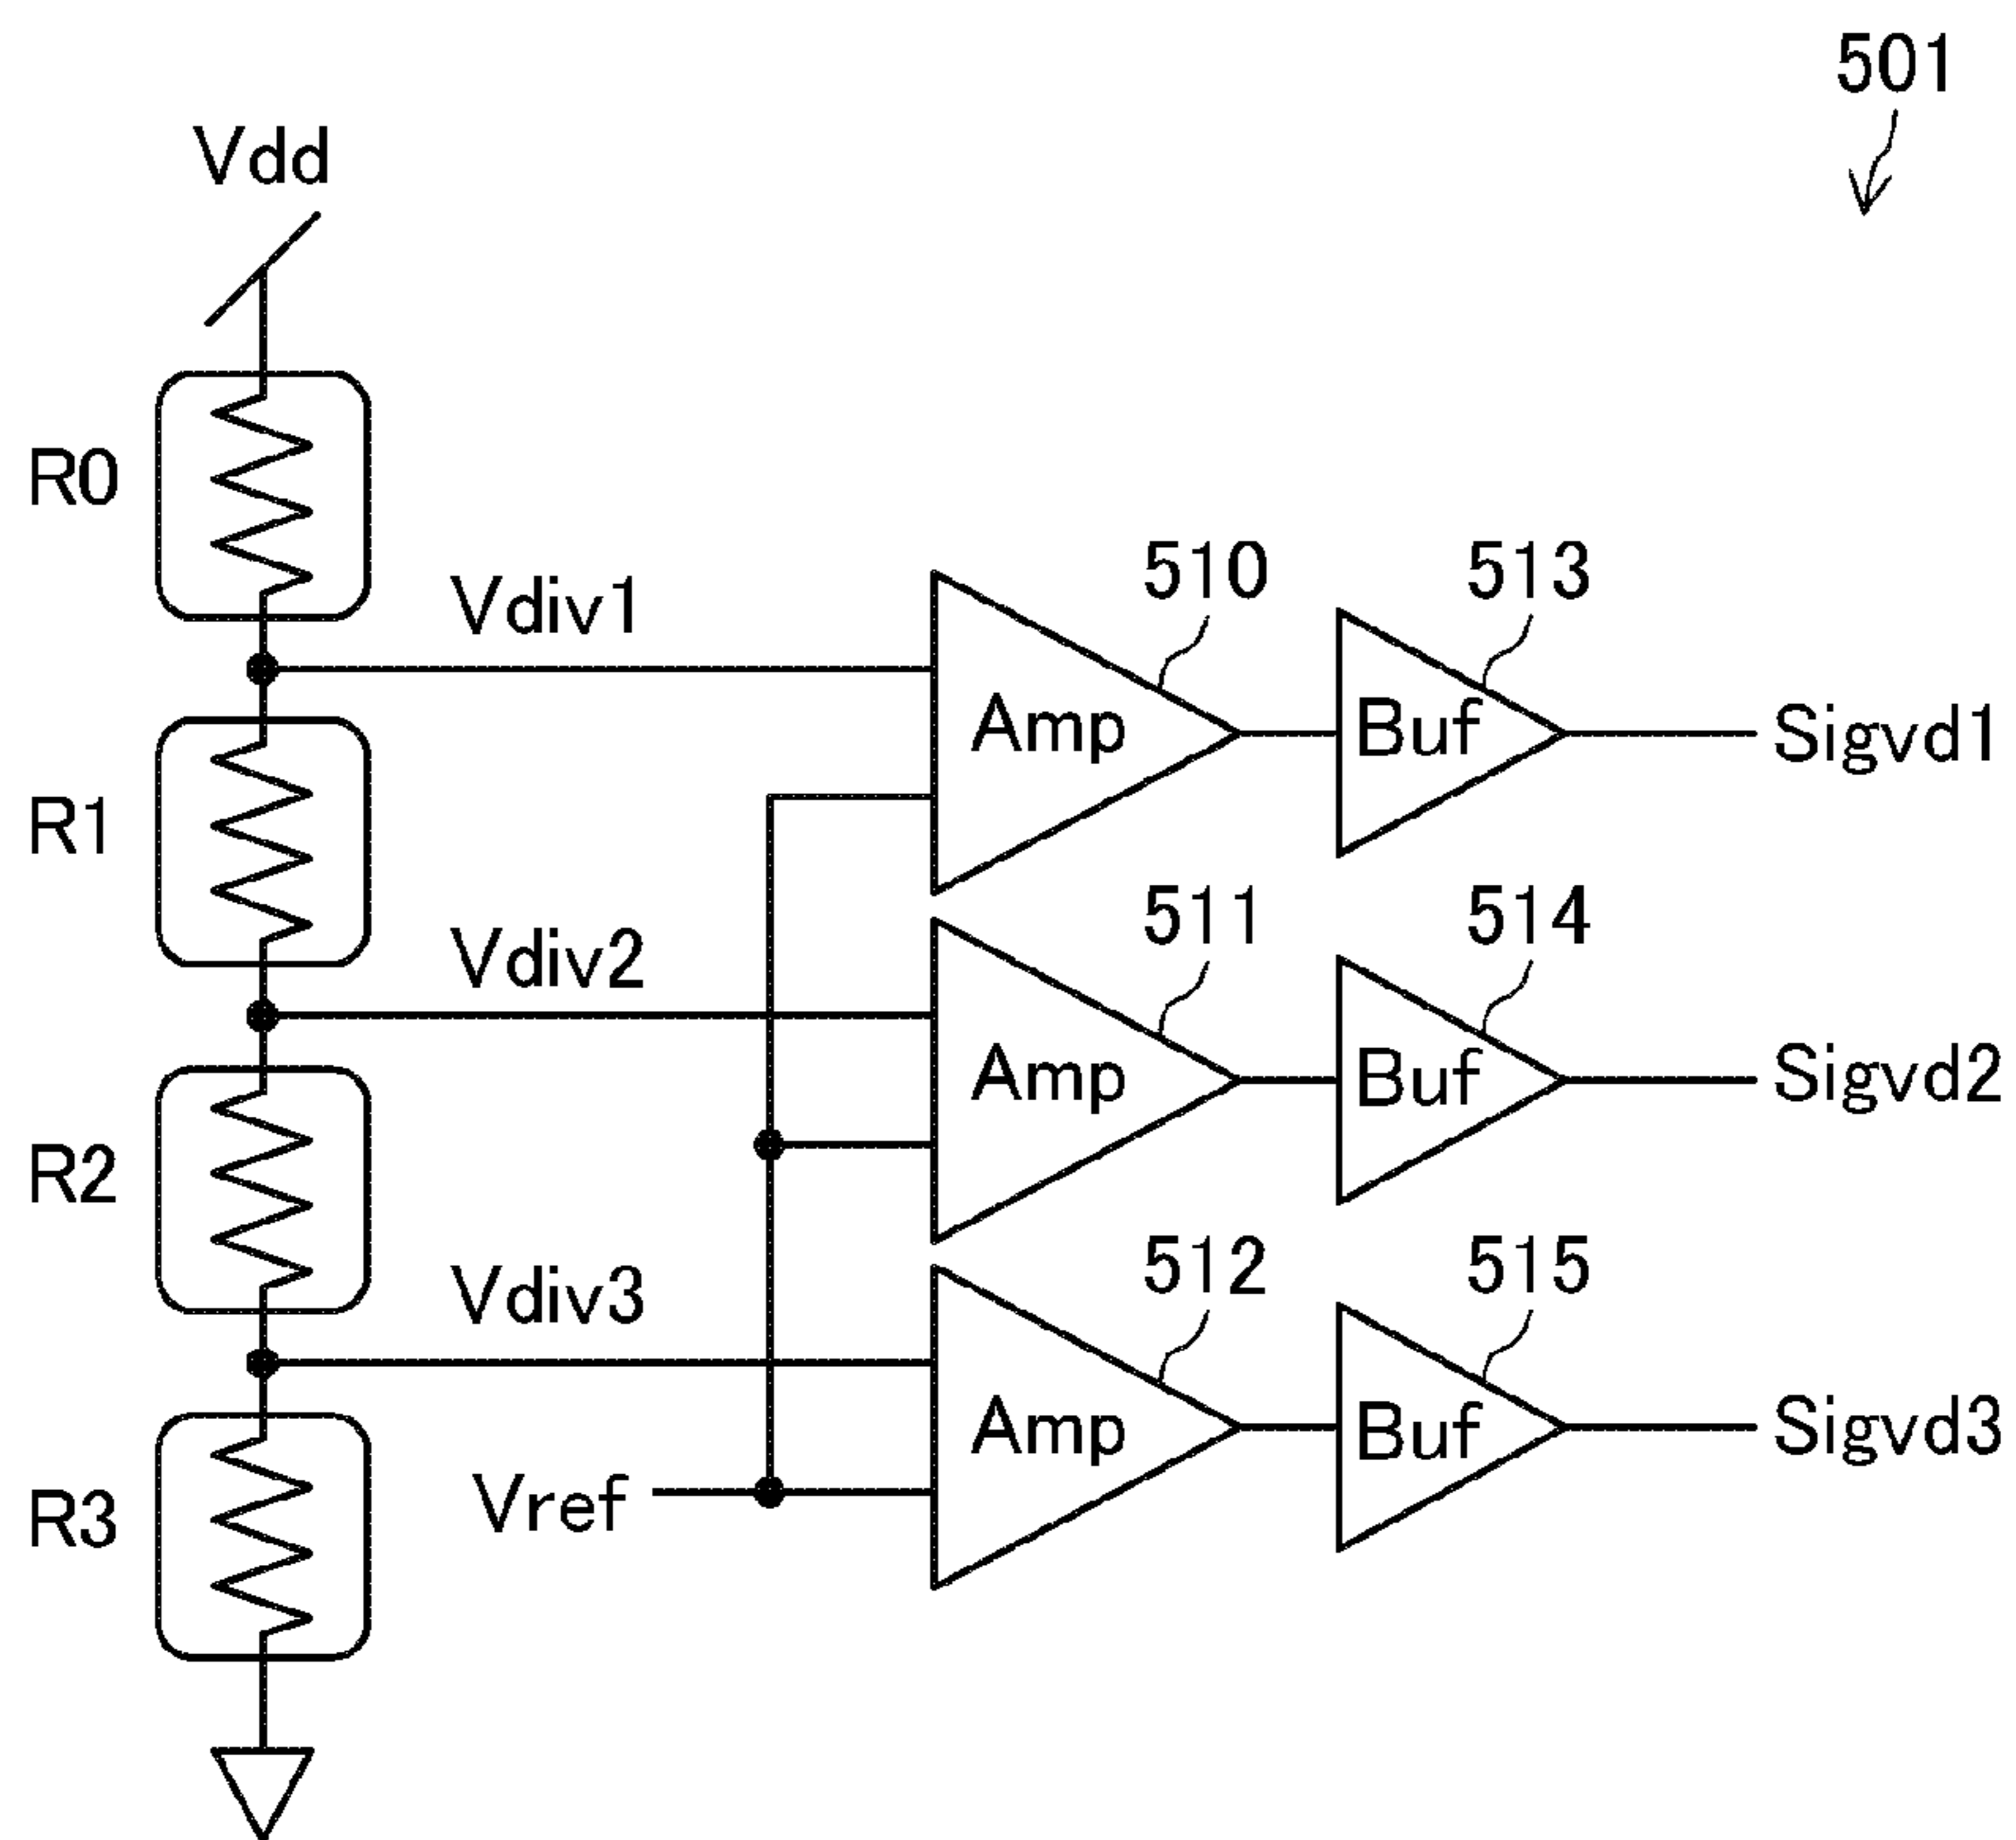 501
Vdd
R0
Vdiv1
510
513
Amp
Buf
Sigvd1
R1
Vdiv2
511
514
Amp
Buf
Sigvd2
R2
Vdiv3
512
515
Amp
Buf
Sigvd3
Vref
R3